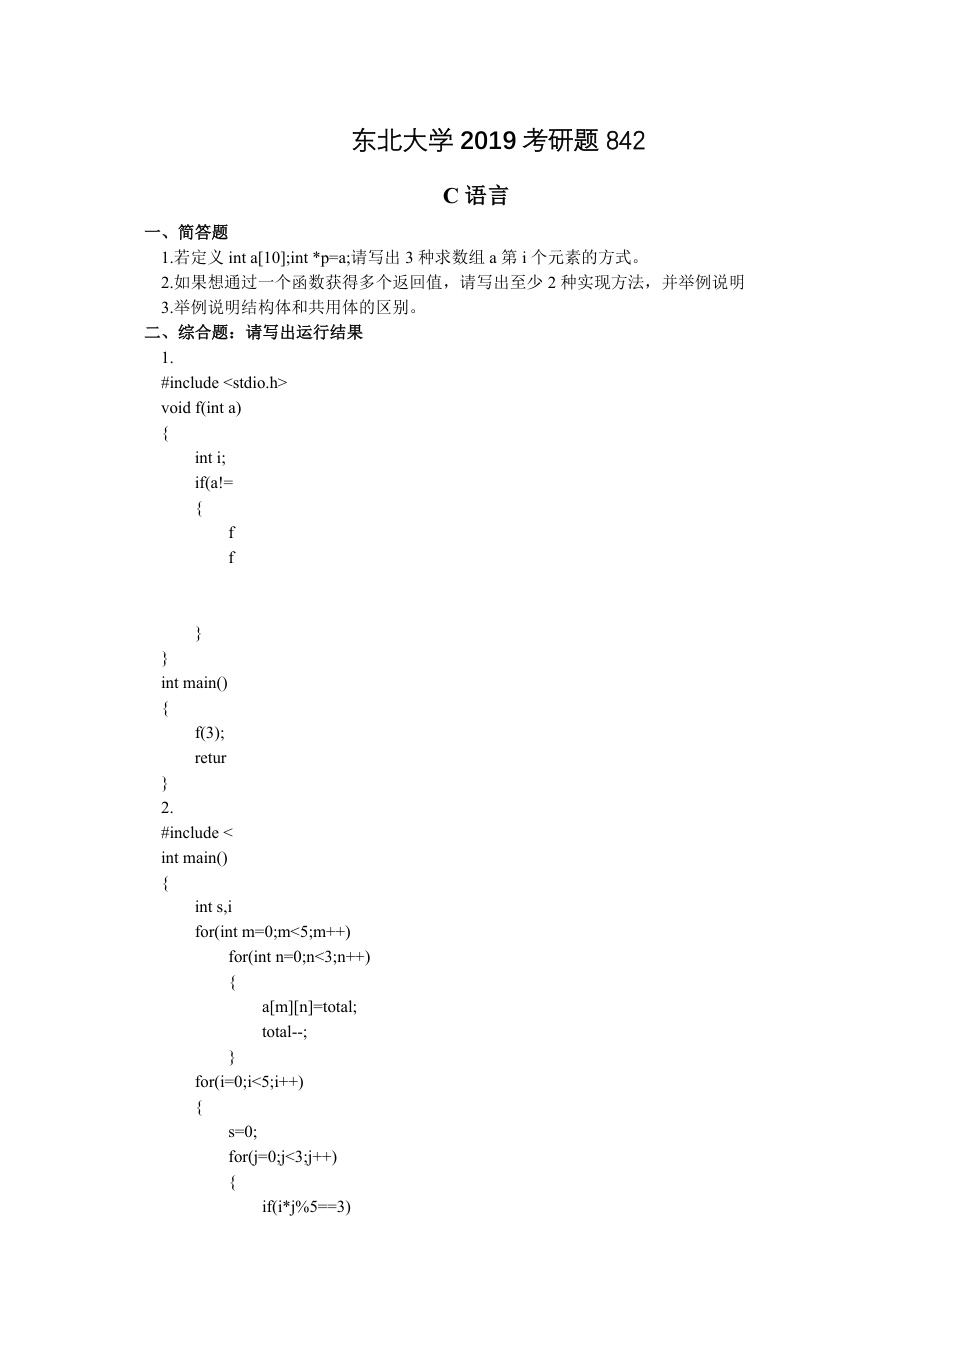 东北大学 2019 考研题 842
C 语言
一、简答题
1.若定义 int a[10];int *p=a;请写出 3 种求数组 a 第 i 个元素的方式。
2.如果想通过一个函数获得多个返回值，请写出至少 2 种实现方法，并举例说明
3.举例说明结构体和共用体的区别。
二、综合题：请写出运行结果
1.
#include <stdio.h>
void f(int a)
{
int i;
if(a!=
{
f
f
}
}
int main()
{
f(3);
retur
}
2.
#include <
int main()
{
int s,i
for(int m=0;m<5;m++)
for(int n=0;n<3;n++)
{
a[m][n]=total;
total--;
}
for(i=0;i<5;i++)
{
s=0;
for(j=0;j<3;j++)
{
if(i*j%5==3)